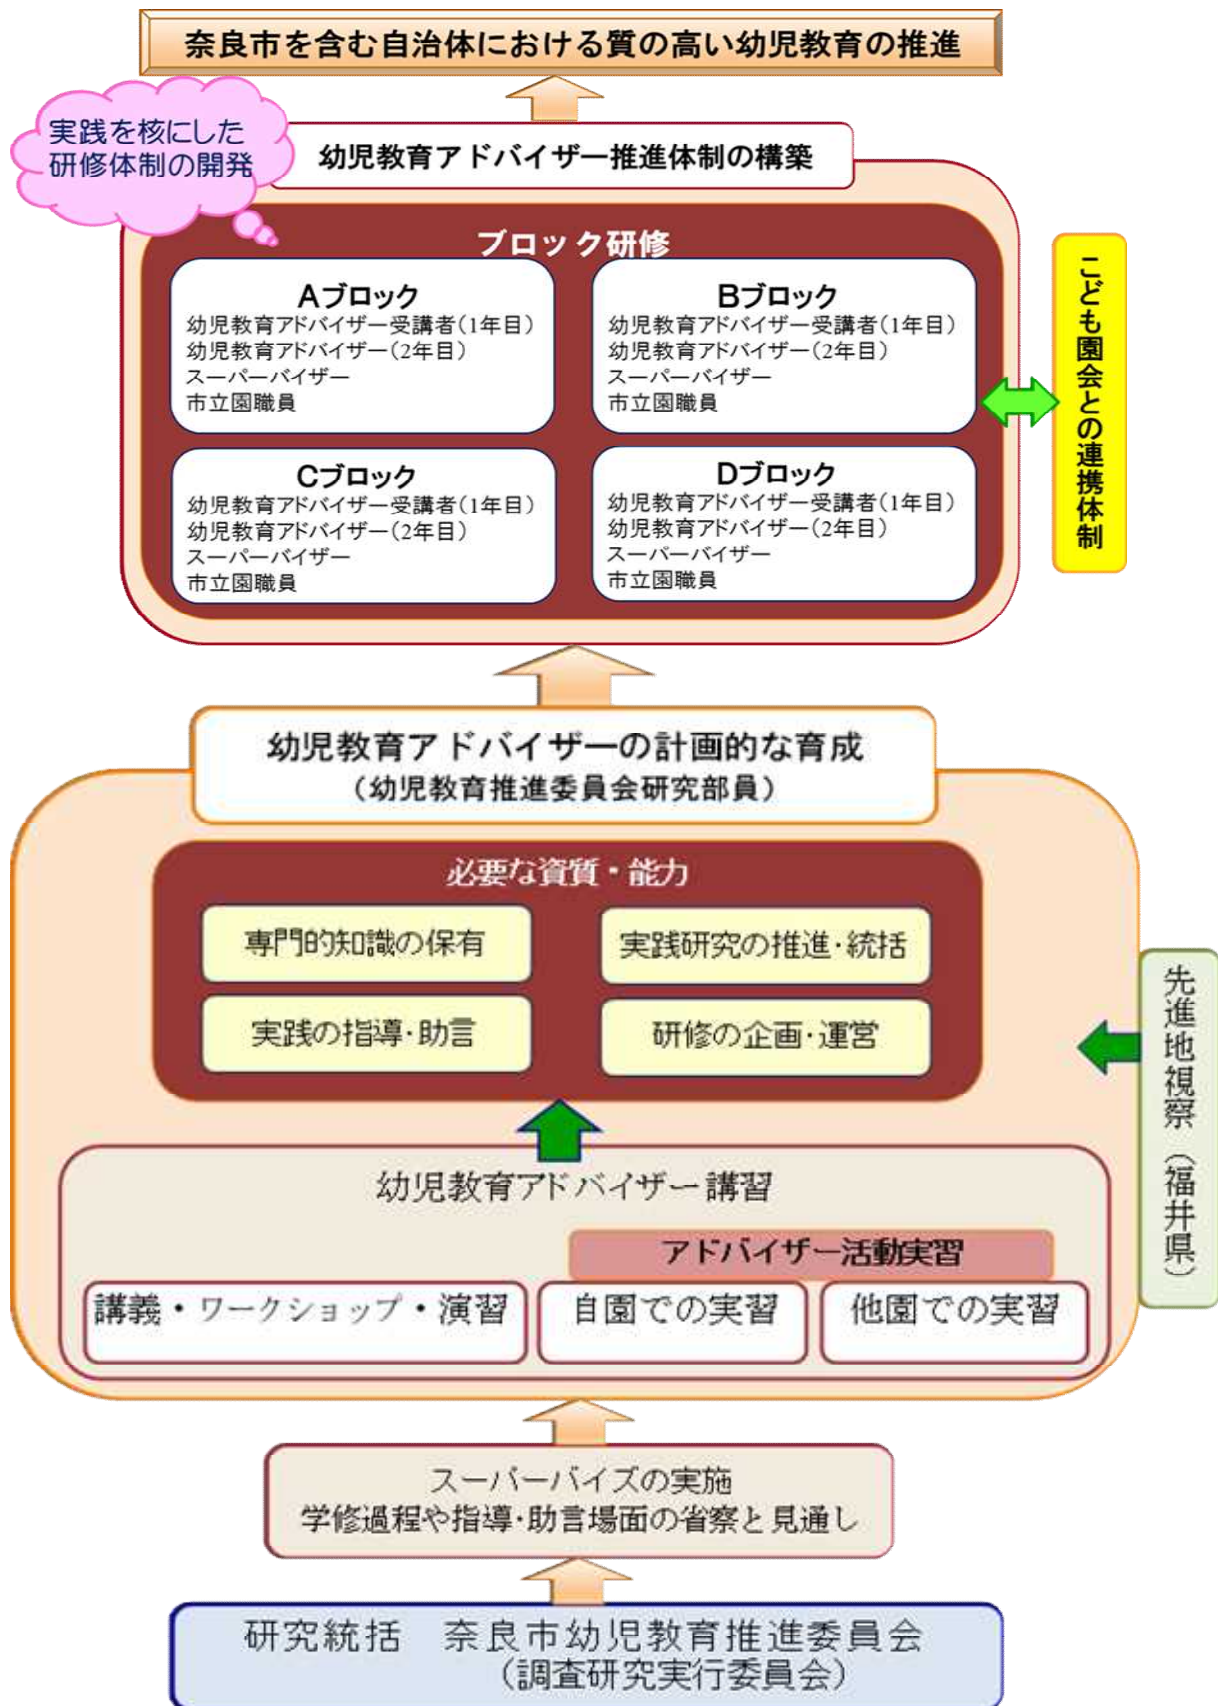 奈良市を含む自治体における質の高い幼児教育の推進
実践を核にした
研修体制の開発
幼児教育アドバイザー推進体制の構築
ブロック研修
Aブロック
幼児教育アドバイザー受講者(1年目)
幼児教育アドバイザー(2年目)
スーパーバイザー
市立園職員
Bブロック
幼児教育アドバイザー受講者(1年目)
幼児教育アドバイザー(2年目)
スーパーバイザー
市立園職員
Cブロック
幼児教育アドバイザー受講者(1年目)
幼児教育アドバイザー(2年目)
スーパーバイザー
市立園職員
Dブロック
幼児教育アドバイザー受講者(1年目)
幼児教育アドバイザー(2年目)
スーパーバイザー
市立園職員
こども園会との連携体制
幼児教育アドバイザーの計画的な育成
(幼児教育推進委員会研究部員)
必要な資質・能力
専門的知識の保有
実践研究の推進・統括
実践の指導・助言
研修の企画・運営
先進地視察(福井県)
幼児教育アドバイザー講習
アドバイザー活動実習
講義・ワークショップ・演習
自園での実習
他園での実習
スーパーバイズの実施
学修過程や指導・助言場面の省察と見通し
研究統括 奈良市幼児教育推進委員会
(調査研究実行委員会)